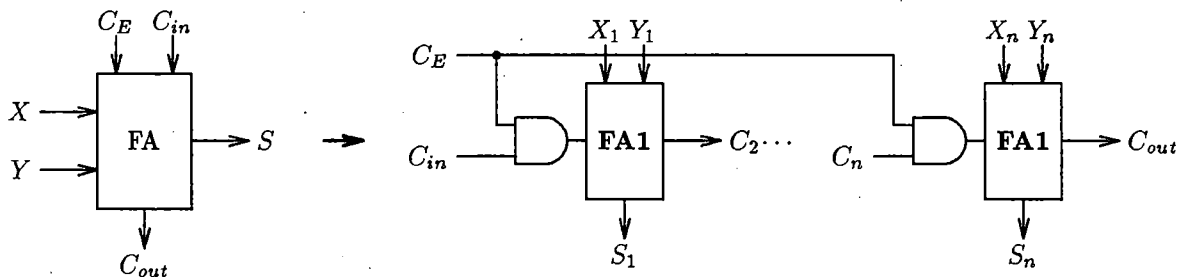 C_E C_in
X
Y
FA
S
C_out
C_E
X_1 Y_1
C_in
FA1
C_2 ···
S_1
X_n Y_n
C_n
FA1
C_out
S_n